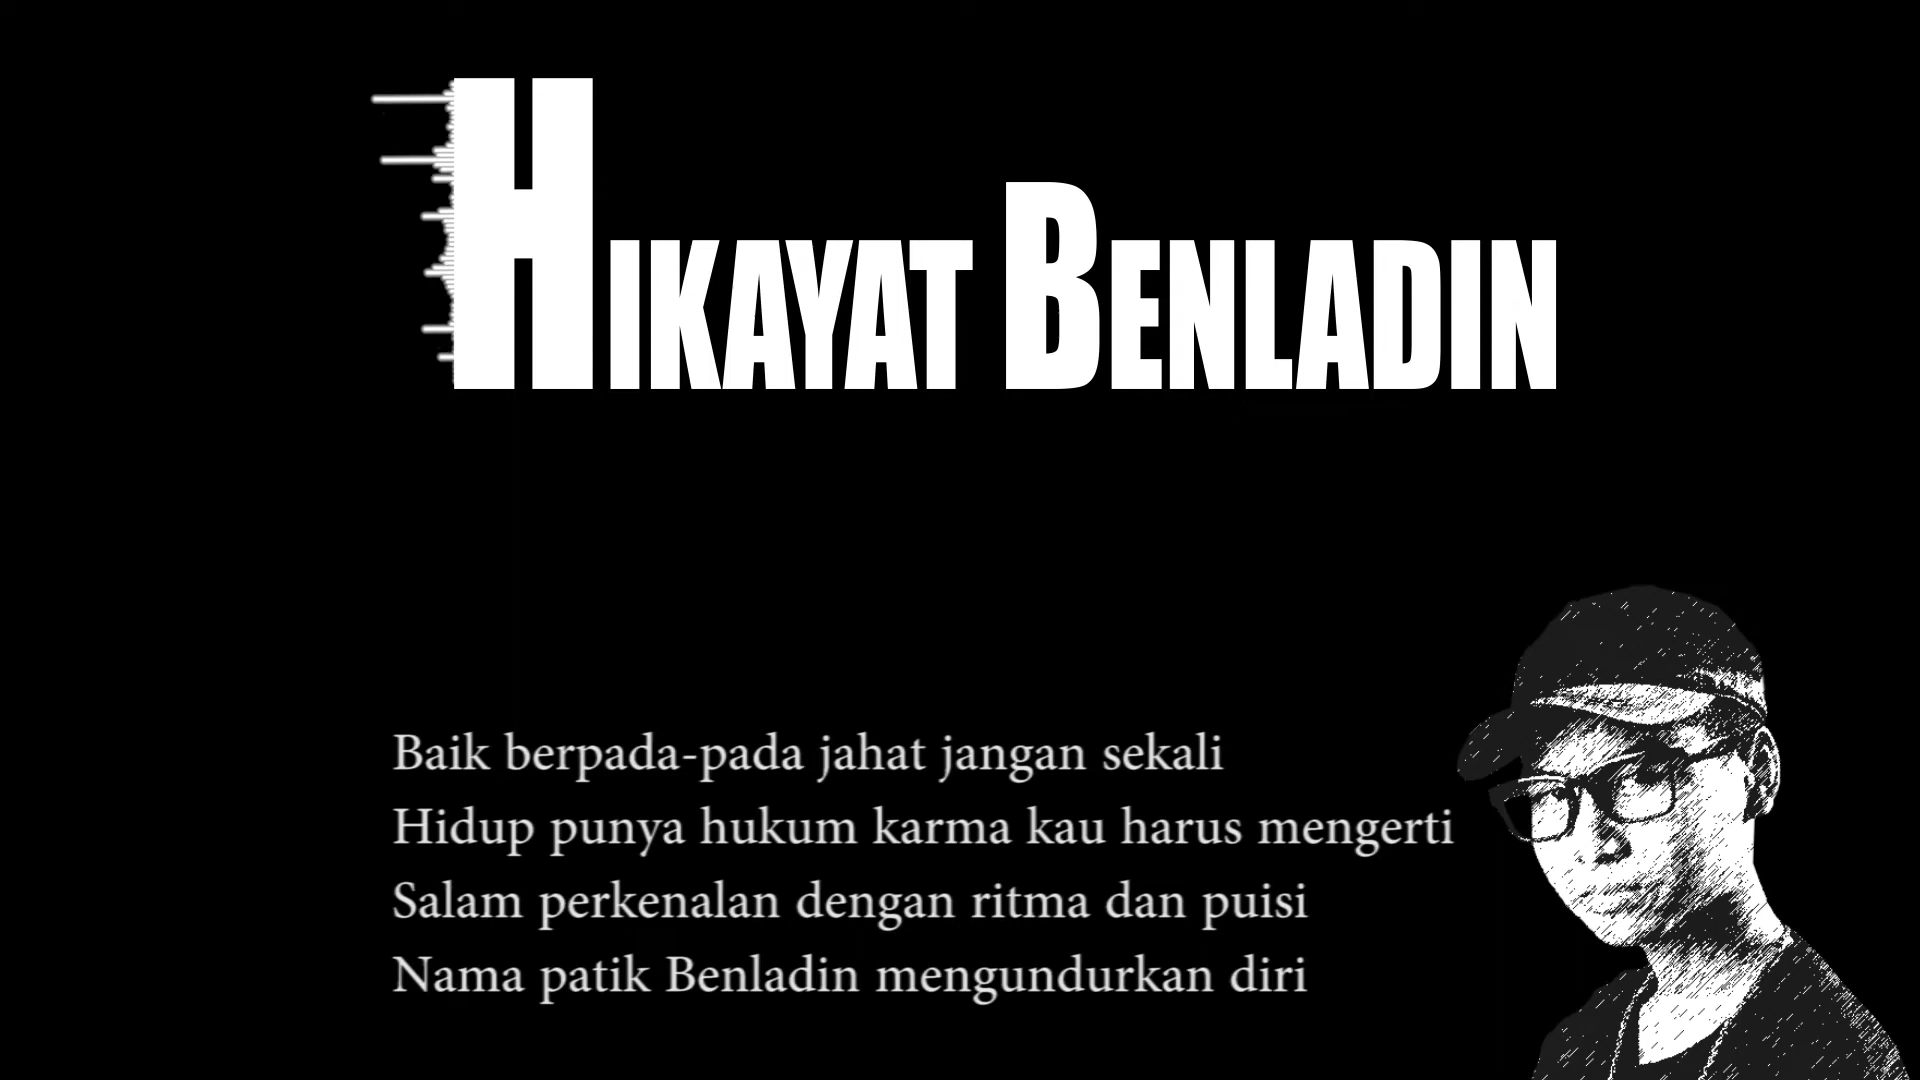 HIKAYAT BENLADIN
Baik berpada-pada jahat jangan sekali
Hidup punya hukum karma kau harus mengerti
Salam perkenalan dengan ritma dan puisi
Nama patik Benladin mengundurkan diri